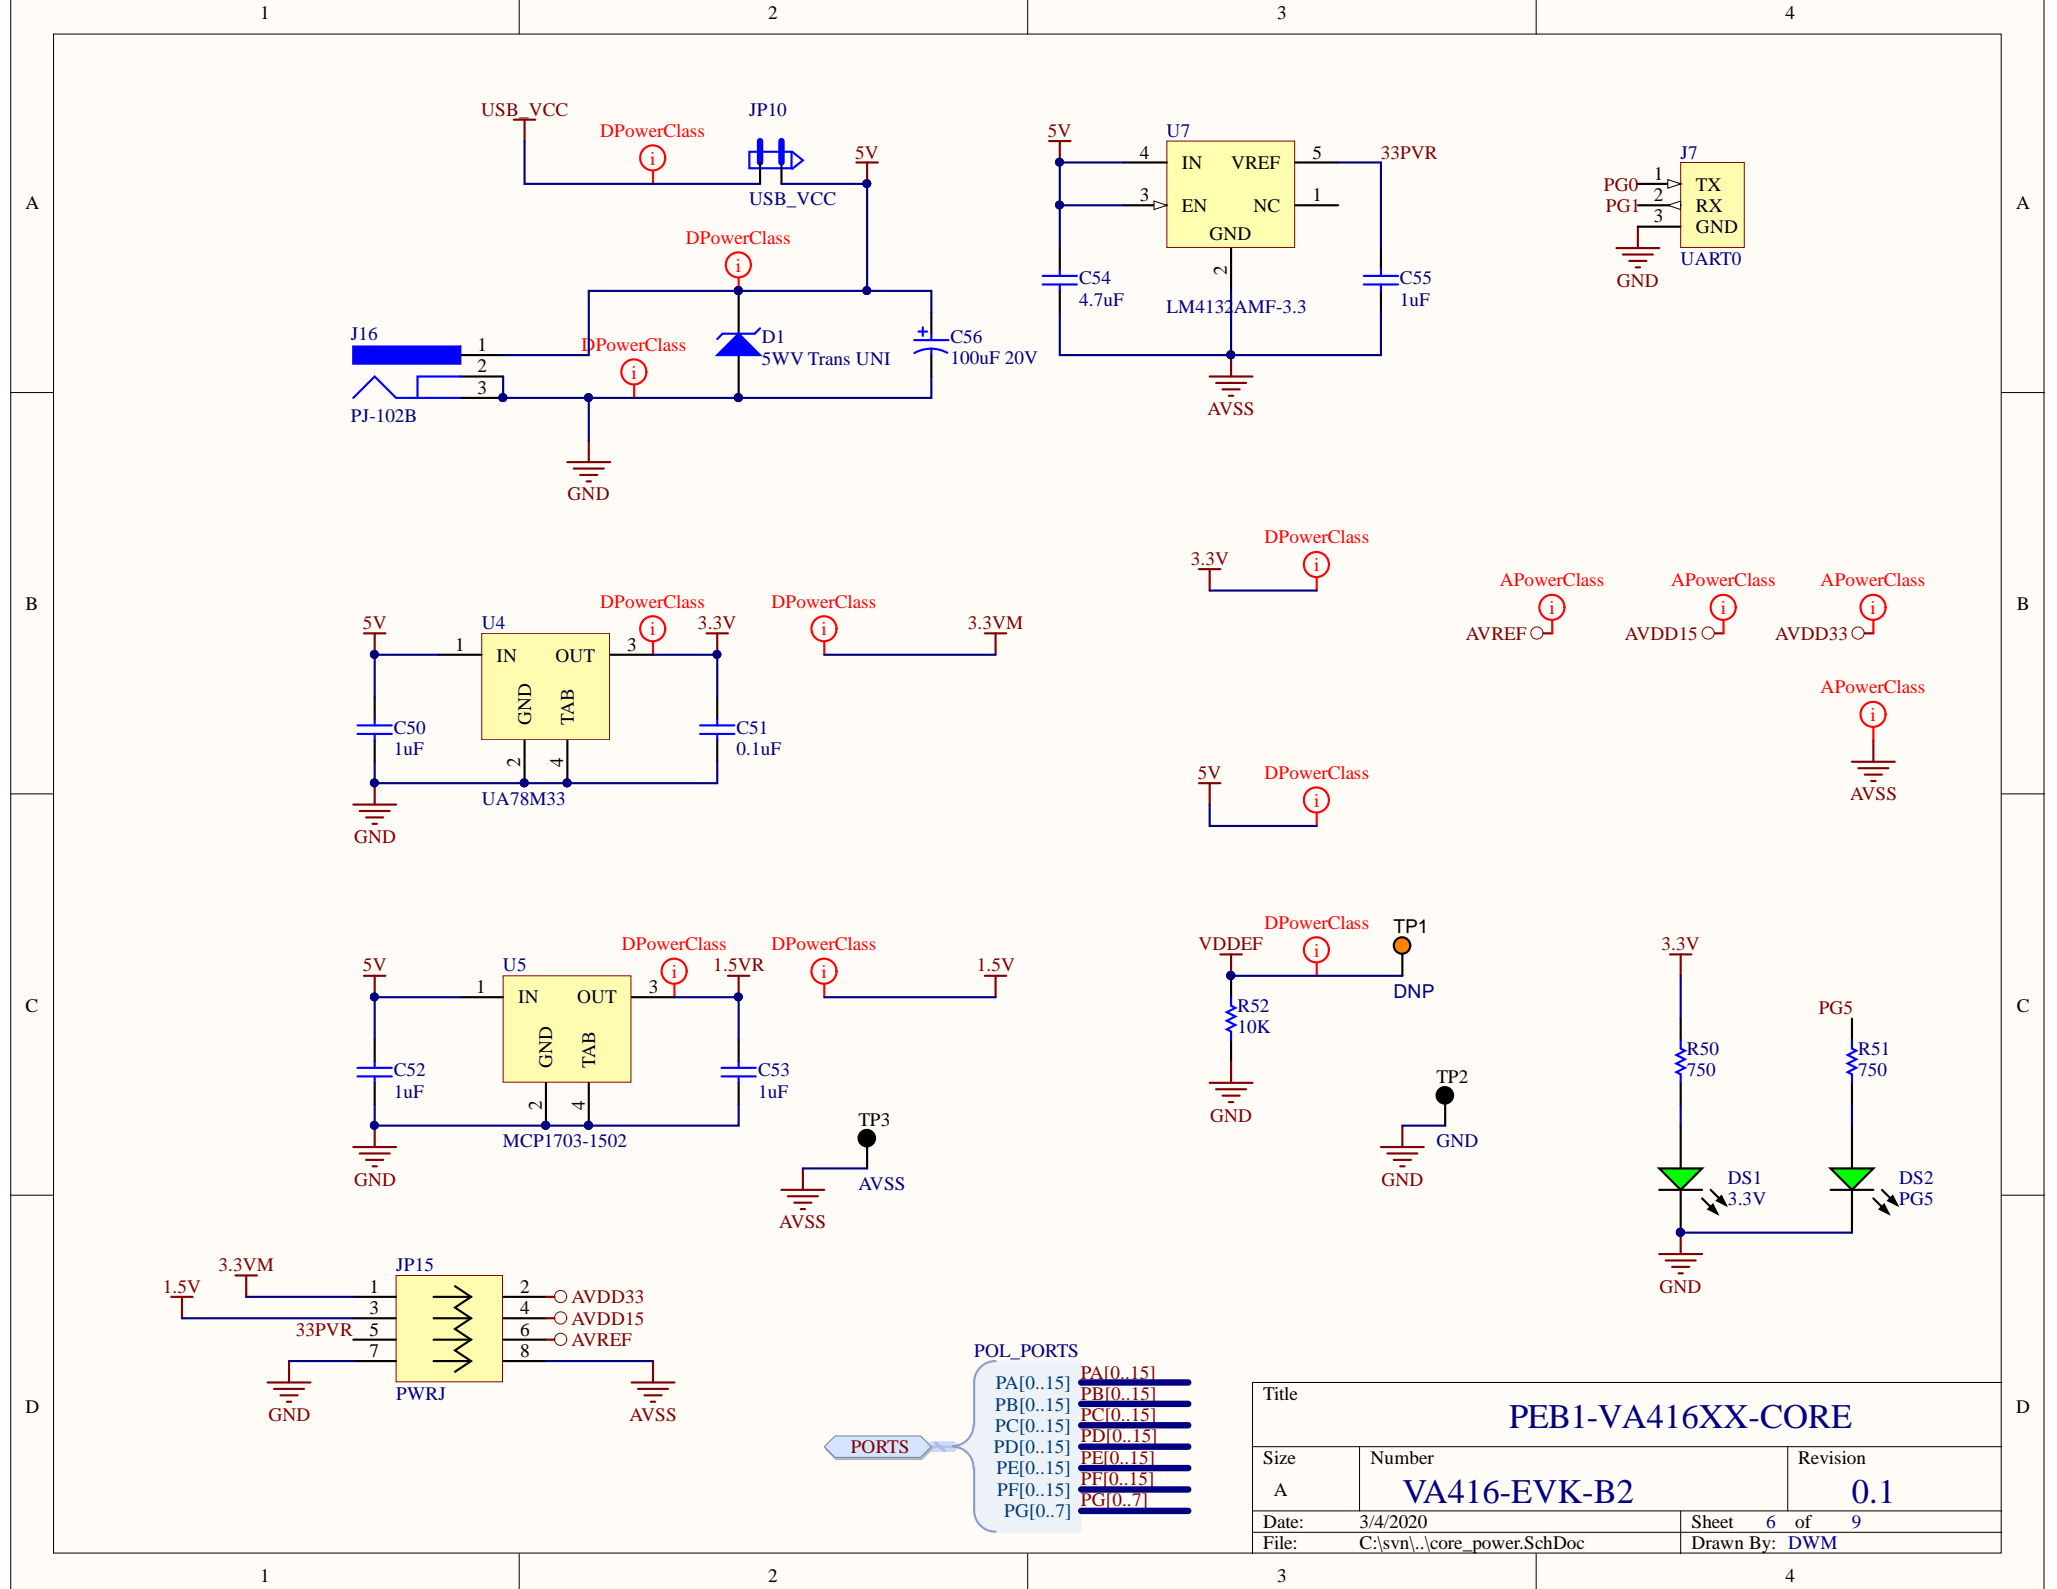 1 2 3 4
A
A
B
B
C
C
D
D
USB_VCC
DPowerClass
i
JP10
USB_VCC
5V
DPowerClass
i
J16
1
2
3
PJ-102B
DPowerClass
i
D1
5WV Trans UNI
C56
100uF 20V
GND
5V
U7
4 IN VREF 5
33PVR
3 EN NC 1
GND
2
C54
4.7uF
LM4132AMF-3.3
C55
1uF
AVSS
J7
PG0 1 TX
PG1 2 RX
3 GND
UART0
GND
5V
U4
1 IN OUT 3
GND TAB
2 4
UA78M33
DPowerClass
i
3.3V
C50
1uF
C51
0.1uF
GND
DPowerClass
i
3.3VM
3.3V
DPowerClass
i
APowerClass
i
AVREF
APowerClass
i
AVDD15
APowerClass
i
AVDD33
APowerClass
i
AVSS
5V
DPowerClass
i
5V
U5
1 IN OUT 3
GND TAB
2 4
MCP1703-1502
DPowerClass
i
1.5VR
C52
1uF
C53
1uF
GND
DPowerClass
i
1.5V
TP3
AVSS
AVSS
VDDEF
DPowerClass
i
TP1
DNP
R52
10K
GND
TP2
GND
GND
3.3V
R50
750
DS1
3.3V
PG5
R51
750
DS2
PG5
GND
3.3VM
1.5V
JP15
1 2 AVDD33
3 4 AVDD15
33PVR 5 6 AVREF
7 8
PWRJ
GND
AVSS
PORTS
POL_PORTS
PA[0..15] PA[0..15]
PB[0..15] PB[0..15]
PC[0..15] PC[0..15]
PD[0..15] PD[0..15]
PE[0..15] PE[0..15]
PF[0..15] PF[0..15]
PG[0..7] PG[0..7]
Title
PEB1-VA416XX-CORE
Size Number Revision
A VA416-EVK-B2 0.1
Date: 3/4/2020 Sheet 6 of 9
File: C:\svn\..\core_power.SchDoc Drawn By: DWM
1 2 3 4